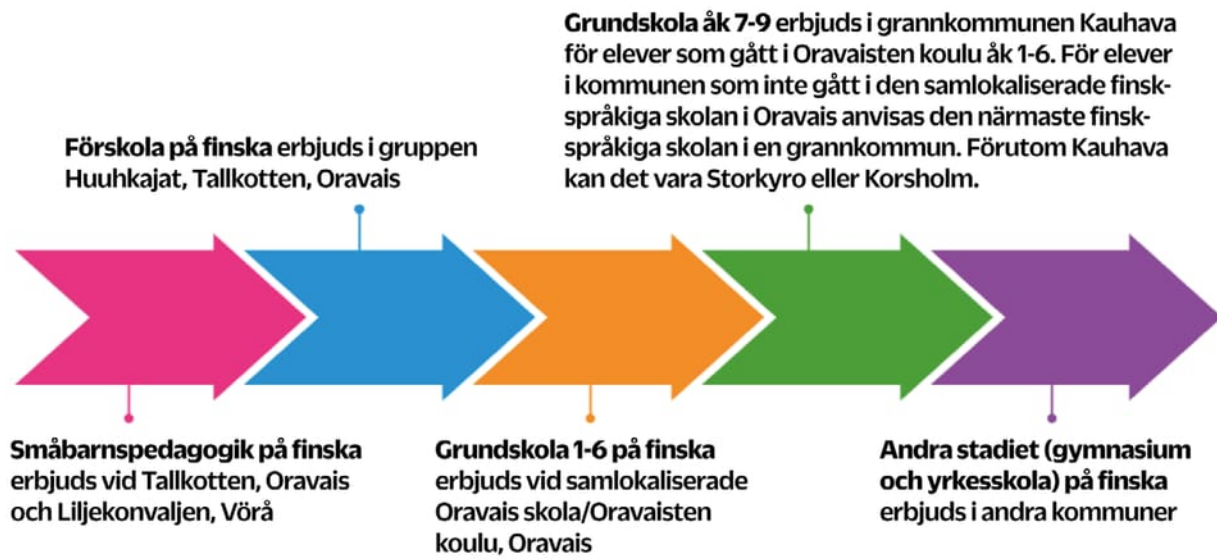 Grundskola åk 7-9 erbjuds i grannkommunen Kauhava
för elever som gått i Oravaisten koulu åk 1-6. För elever
i kommunen som inte gått i den samlokaliserade finsk-
språkiga skolan i Oravais anvisas den närmaste finsk-
språkiga skolan i en grannkommun. Förutom Kauhava
kan det vara Storkyro eller Korsholm.
Förskola på finska erbjuds i gruppen
Huuhkajat, Tallkotten, Oravais
Småbarnspedagogik på finska
erbjuds vid Tallkotten, Oravais
och Liljekonvaljen, Vörå
Grundskola 1-6 på finska
erbjuds vid samlokaliserade
Oravais skola/Oravaisten
koulu, Oravais
Andra stadiet (gymnasium
och yrkesskola) på finska
erbjuds i andra kommuner